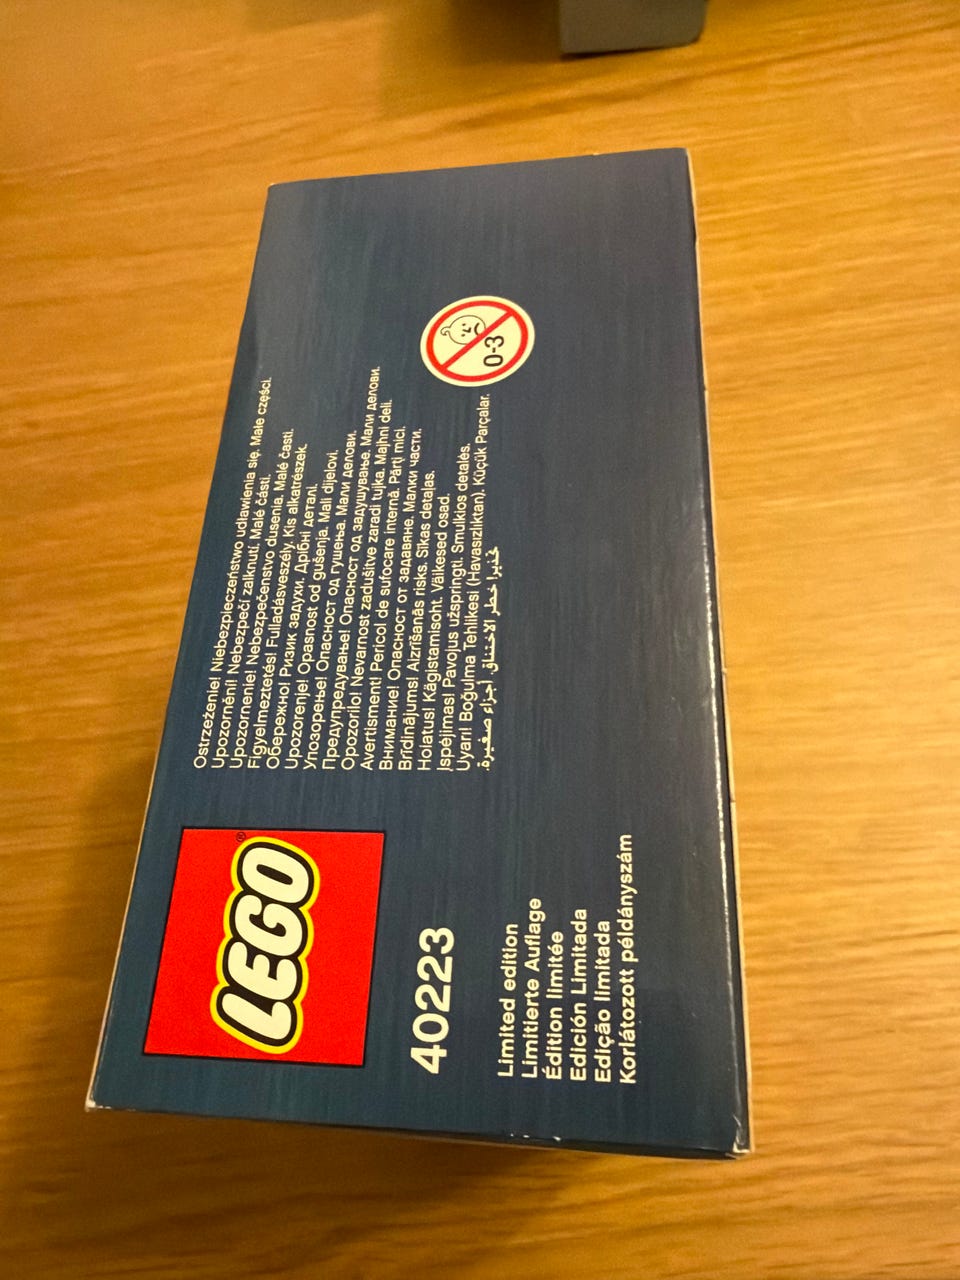 LEGO®
40223
Limited edition
Limitierte Auflage
Édition limitée
Edición Limitada
Edição limitada
Korlátozott példányszám
Ostrzeżenie! Niebezpieczeństwo udławienia się. Małe części.
Upozornění! Nebezpečí zalknutí. Malé části.
Upozornenie! Nebezpečenstvo dusenia. Malé časti.
Figyelmeztetés! Fulladásveszély. Kis alkatrészek.
Обережно! Ризик задухи. Дрібні деталі.
Upozorenje! Opasnost od gušenja. Mali dijelovi.
Упозорење! Опасност од гушења. Мали делови.
Предупредување! Опасност од задушување. Мали делови.
Opozorilo! Nevarnost zadušitve zaradi tujka. Majhni deli.
Avertisment! Pericol de sufocare internă. Părţi mici.
Внимание! Опасност от задавяне. Малки части.
Brīdinājums! Aizrīšanās risks. Sīkas detaļas.
Hoiatus! Kägistamisoht. Väikesed osad.
Įspėjimas! Pavojus užspringti. Smulkios detalės.
Uyarı! Boğulma Tehlikesi (Havasızlıktan). Küçük Parçalar.
تحذير! خطر الاختناق. أجزاء صغيرة.
0-3